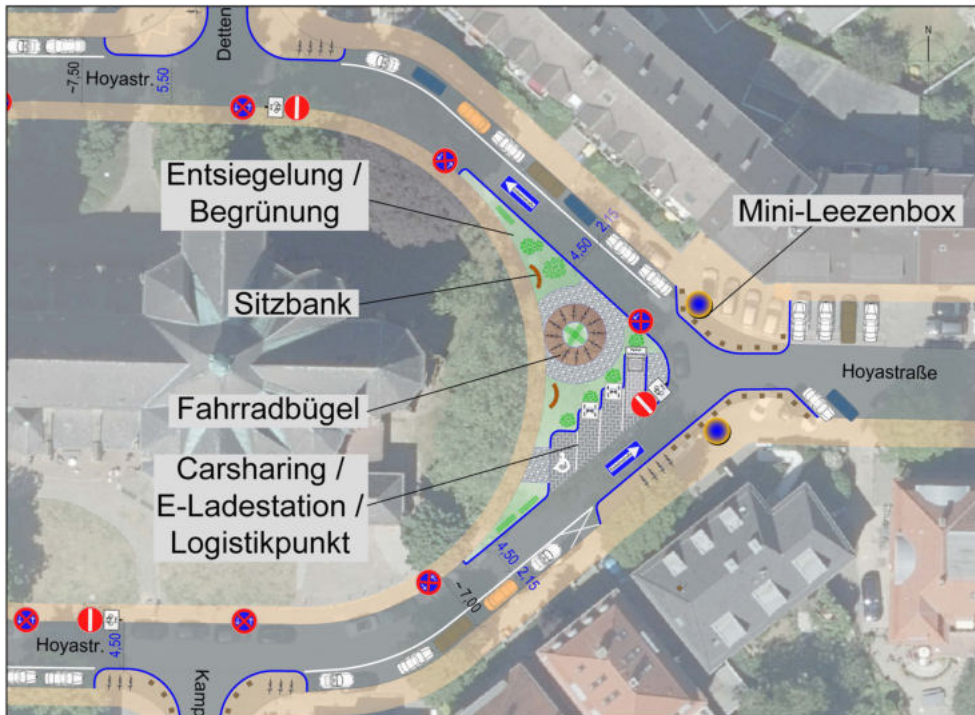 N
Detten
Hoyastr.
~7,50
5,50
Entsiegelung /
Begrünung
Mini-Leezenbox
4,50
2,15
Sitzbank
Hoyastraße
Fahrradbügel
Carsharing /
E-Ladestation /
Logistikpunkt
4,50
2,15
~ 7,00
Hoyastr.
4,50
Kamp